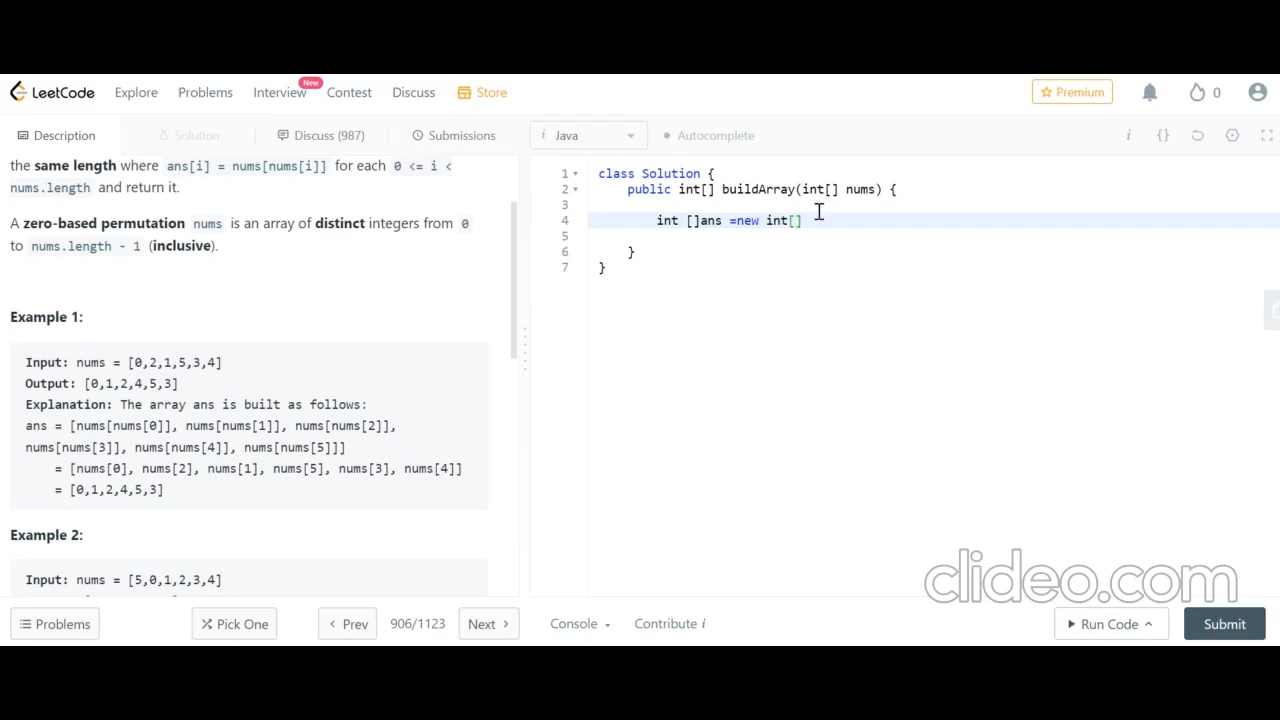 LeetCode Explore Problems Interview New Contest Discuss Store Premium 0
Description Solution Discuss (987) Submissions i Java Autocomplete i {}
the same length where ans[i] = nums[nums[i]] for each 0 <= i <
nums.length and return it.
A zero-based permutation nums is an array of distinct integers from 0
to nums.length - 1 (inclusive).
Example 1:
Input: nums = [0,2,1,5,3,4]
Output: [0,1,2,4,5,3]
Explanation: The array ans is built as follows:
ans = [nums[nums[0]], nums[nums[1]], nums[nums[2]],
nums[nums[3]], nums[nums[4]], nums[nums[5]]]
= [nums[0], nums[2], nums[1], nums[5], nums[3], nums[4]]
= [0,1,2,4,5,3]
Example 2:
Input: nums = [5,0,1,2,3,4]
1 class Solution {
2 public int[] buildArray(int[] nums) {
3
4 int []ans =new int[]
5
6 }
7 }
clideo.com
Problems Pick One Prev 906/1123 Next Console Contribute i Run Code Submit